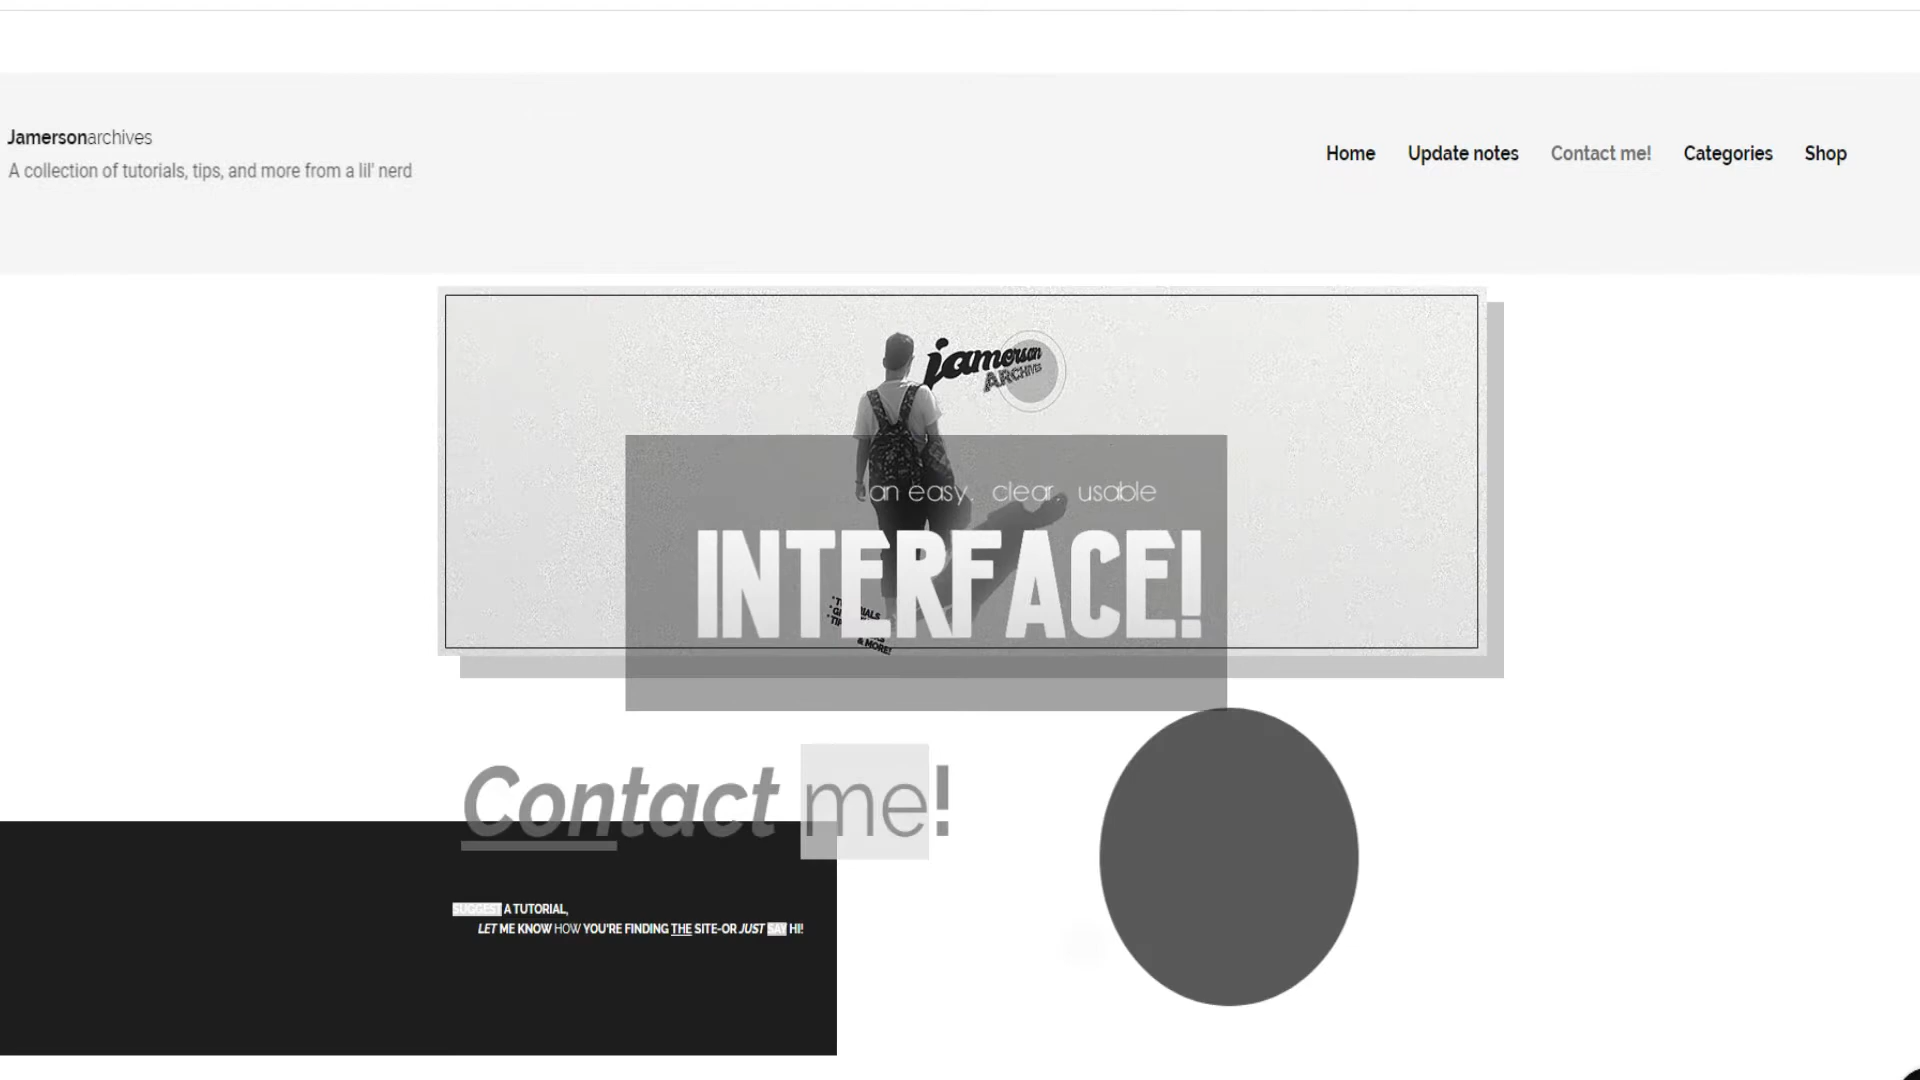 Jamersonarchives
A collection of tutorials, tips, and more from a lil' nerd
Home Update notes Contact me! Categories Shop
jamerson
ARCHIVES
an easy, clear, usable
INTERFACE!
& MORE!
Contact me!
SUGGEST A TUTORIAL,
LET ME KNOW HOW YOU'RE FINDING THE SITE-OR JUST SAY HI!